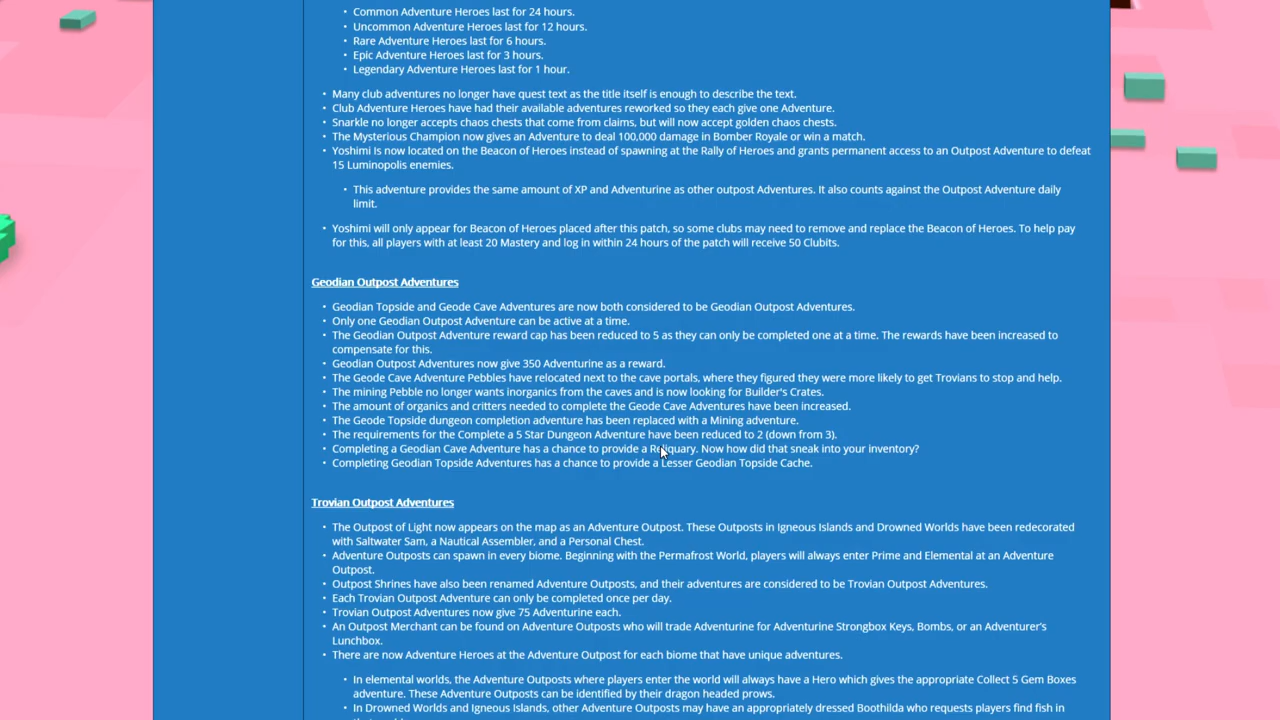 • Common Adventure Heroes last for 24 hours.
• Uncommon Adventure Heroes last for 12 hours.
• Rare Adventure Heroes last for 6 hours.
• Epic Adventure Heroes last for 3 hours.
• Legendary Adventure Heroes last for 1 hour.
• Many club adventures no longer have quest text as the title itself is enough to describe the text.
• Club Adventure Heroes have had their available adventures reworked so they each give one Adventure.
• Snarkle no longer accepts chaos chests that come from claims, but will now accept golden chaos chests.
• The Mysterious Champion now gives an Adventure to deal 100,000 damage in Bomber Royale or win a match.
• Yoshimi Is now located on the Beacon of Heroes instead of spawning at the Rally of Heroes and grants permanent access to an Outpost Adventure to defeat
15 Luminopolis enemies.
• This adventure provides the same amount of XP and Adventurine as other outpost Adventures. It also counts against the Outpost Adventure daily
limit.
• Yoshimi will only appear for Beacon of Heroes placed after this patch, so some clubs may need to remove and replace the Beacon of Heroes. To help pay
for this, all players with at least 20 Mastery and log in within 24 hours of the patch will receive 50 Clubits.
Geodian Outpost Adventures
• Geodian Topside and Geode Cave Adventures are now both considered to be Geodian Outpost Adventures.
• Only one Geodian Outpost Adventure can be active at a time.
• The Geodian Outpost Adventure reward cap has been reduced to 5 as they can only be completed one at a time. The rewards have been increased to
compensate for this.
• Geodian Outpost Adventures now give 350 Adventurine as a reward.
• The Geode Cave Adventure Pebbles have relocated next to the cave portals, where they figured they were more likely to get Trovians to stop and help.
• The mining Pebble no longer wants inorganics from the caves and is now looking for Builder's Crates.
• The amount of organics and critters needed to complete the Geode Cave Adventures have been increased.
• The Geode Topside dungeon completion adventure has been replaced with a Mining adventure.
• The requirements for the Complete a 5 Star Dungeon Adventure have been reduced to 2 (down from 3).
• Completing a Geodian Cave Adventure has a chance to provide a Reliquary. Now how did that sneak into your inventory?
• Completing Geodian Topside Adventures has a chance to provide a Lesser Geodian Topside Cache.
Trovian Outpost Adventures
• The Outpost of Light now appears on the map as an Adventure Outpost. These Outposts in Igneous Islands and Drowned Worlds have been redecorated
with Saltwater Sam, a Nautical Assembler, and a Personal Chest.
• Adventure Outposts can spawn in every biome. Beginning with the Permafrost World, players will always enter Prime and Elemental at an Adventure
Outpost.
• Outpost Shrines have also been renamed Adventure Outposts, and their adventures are considered to be Trovian Outpost Adventures.
• Each Trovian Outpost Adventure can only be completed once per day.
• Trovian Outpost Adventures now give 75 Adventurine each.
• An Outpost Merchant can be found on Adventure Outposts who will trade Adventurine for Adventurine Strongbox Keys, Bombs, or an Adventurer's
Lunchbox.
• There are now Adventure Heroes at the Adventure Outpost for each biome that have unique adventures.
• In elemental worlds, the Adventure Outposts where players enter the world will always have a Hero which gives the appropriate Collect 5 Gem Boxes
adventure. These Adventure Outposts can be identified by their dragon headed prows.
• In Drowned Worlds and Igneous Islands, other Adventure Outposts may have an appropriately dressed Boothilda who requests players find fish in